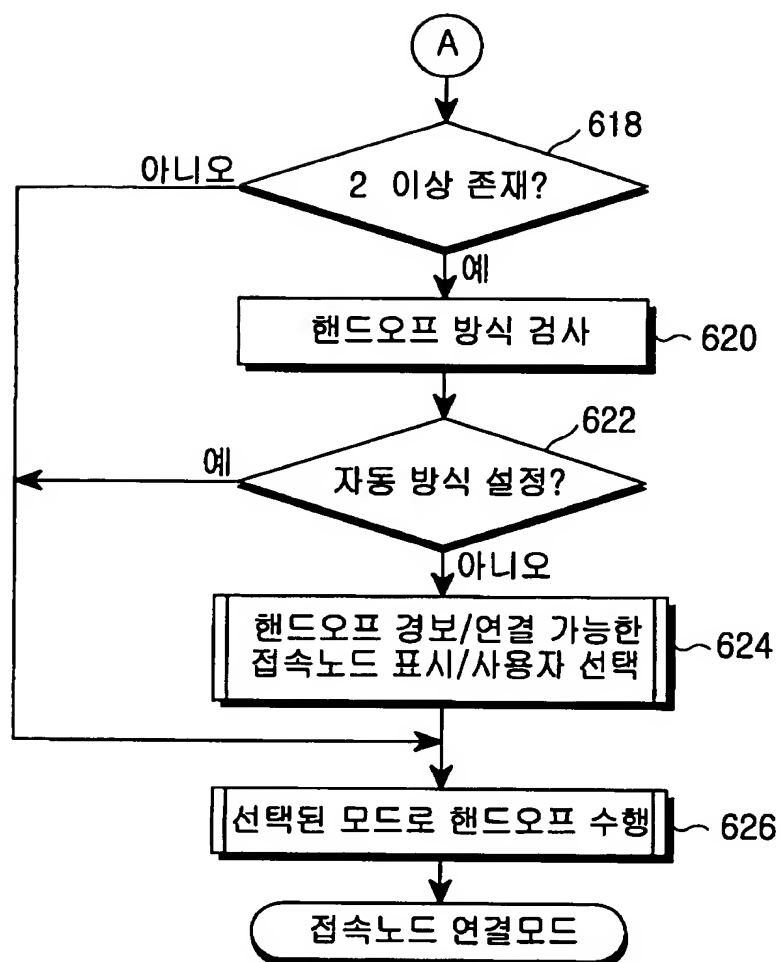 A
618
아니오
2 이상 존재?
예
핸드오프 방식 검사
620
622
예
자동 방식 설정?
아니오
핸드오프 경보/연결 가능한
접속노드 표시/사용자 선택
624
선택된 모드로 핸드오프 수행
626
접속노드 연결모드